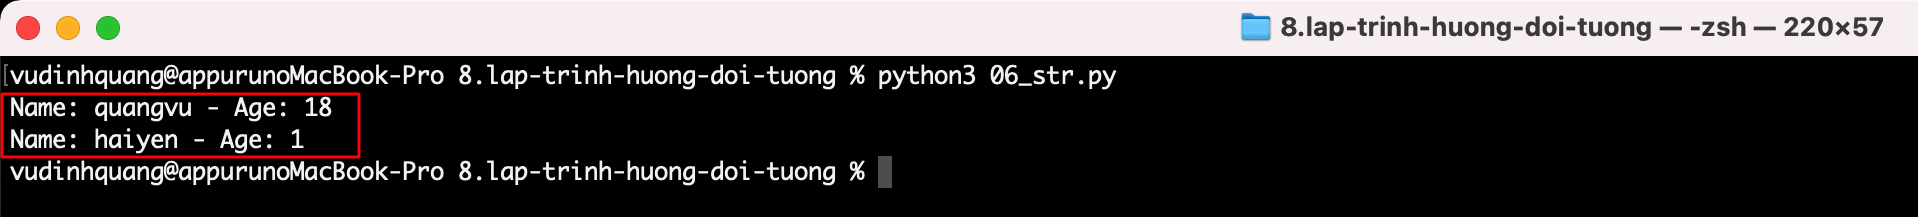 8.lap-trinh-huong-doi-tuong — -zsh — 220×57
[vudinhquang@appurunoMacBook-Pro 8.lap-trinh-huong-doi-tuong % python3 06_str.py
Name: quangvu - Age: 18
Name: haiyen - Age: 1
vudinhquang@appurunoMacBook-Pro 8.lap-trinh-huong-doi-tuong %